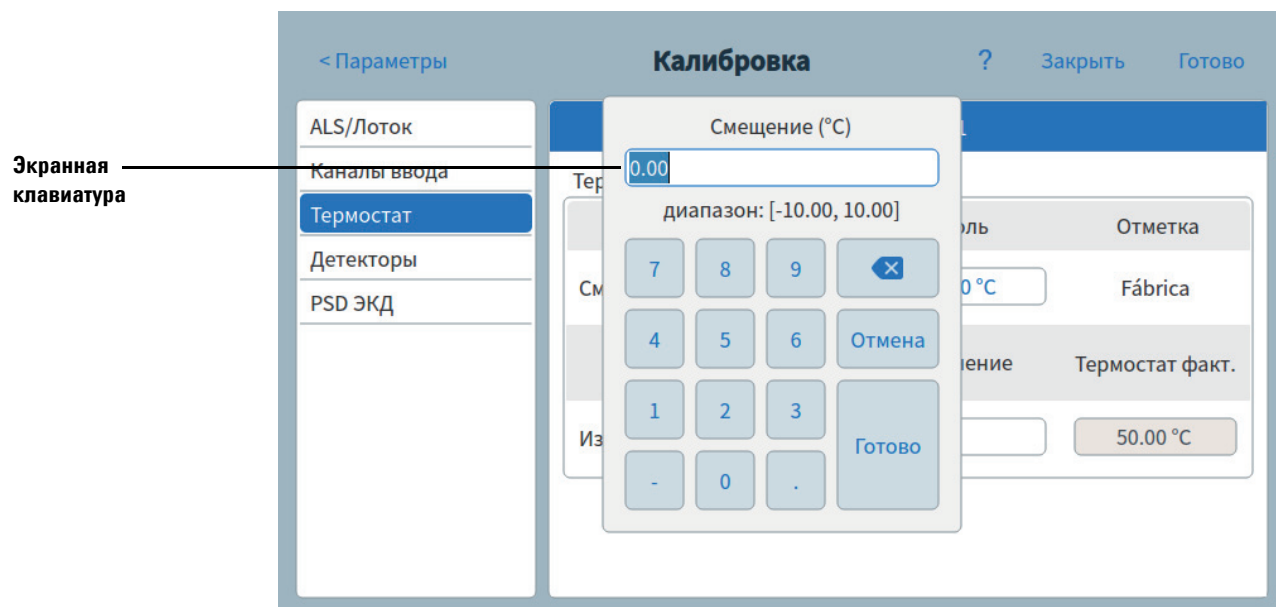 < Параметры
Калибровка
?
Закрыть
Готово
Экранная
клавиатура
ALS/Лоток
Каналы ввода
Термостат
Детекторы
PSD ЭКД
Смещение (°C)
0.00
диапазон: [-10.00, 10.00]
7 8 9
4 5 6 Отмена
1 2 3
Готово
- 0 .
Отметка
0 °C
Fábrica
Термостат факт.
50.00 °C